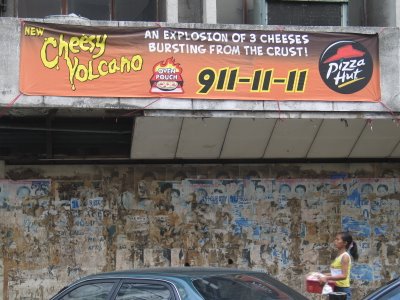 NEW
Cheesy
Volcano
AN EXPLOSION OF 3 CHEESES
BURSTING FROM THE CRUST!
OVEN
POUCH
911-11-11
Pizza
Hut